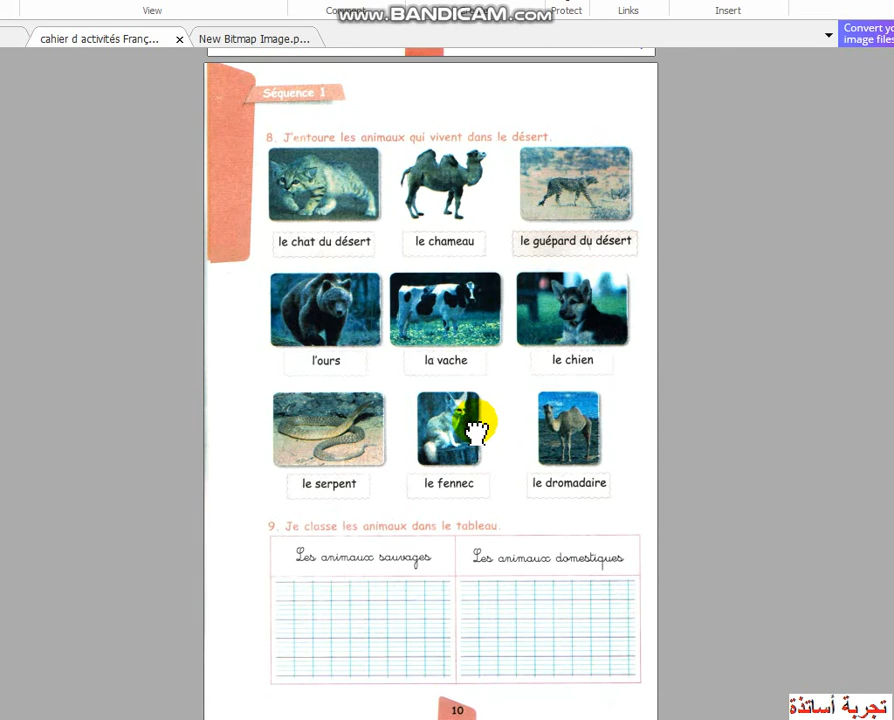 View
Comment
Protect
Links
Insert
www.BANDICAM.com
cahier d activités Franç...
New Bitmap Image.p...
Convert yo
image files
Séquence 1
8. J'entoure les animaux qui vivent dans le désert.
le chat du désert
le chameau
le guépard du désert
l'ours
la vache
le chien
le serpent
le fennec
le dromadaire
9. Je classe les animaux dans le tableau.
Les animaux sauvages
Les animaux domestiques
10
تجربة أساتذة